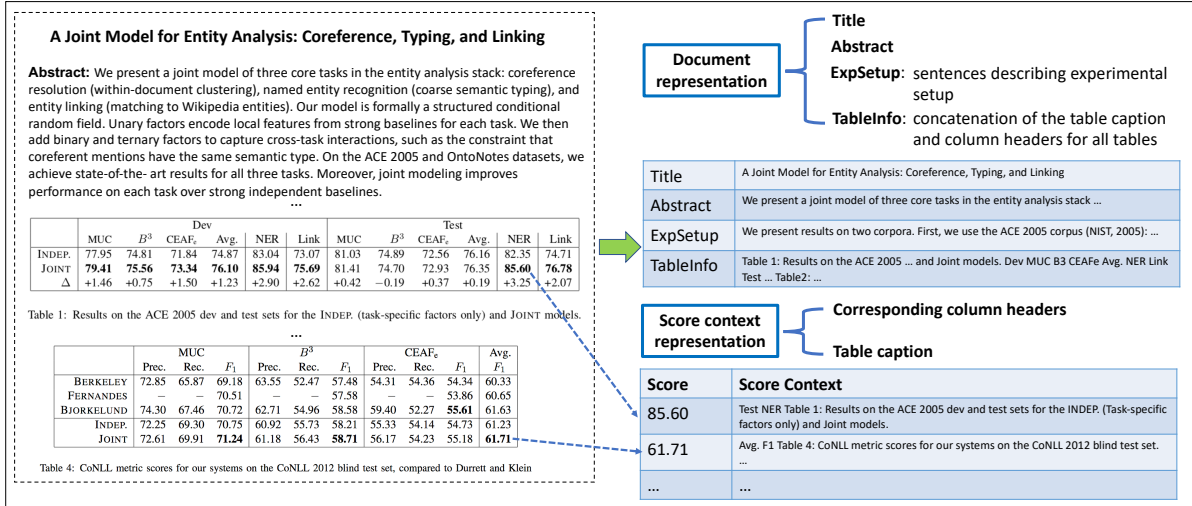 A Joint Model for Entity Analysis: Coreference, Typing, and Linking
Abstract: We present a joint model of three core tasks in the entity analysis stack: coreference
resolution (within-document clustering), named entity recognition (coarse semantic typing), and
entity linking (matching to Wikipedia entities). Our model is formally a structured conditional
random field. Unary factors encode local features from strong baselines for each task. We then
add binary and ternary factors to capture cross-task interactions, such as the constraint that
coreferent mentions have the same semantic type. On the ACE 2005 and OntoNotes datasets, we
achieve state-of-the- art results for all three tasks. Moreover, joint modeling improves
performance on each task over strong independent baselines.
...
Dev Test
MUC B³ CEAFe Avg. NER Link MUC B³ CEAFe Avg. NER Link
INDEP. 77.95 74.81 71.84 74.87 83.04 73.07 81.03 74.89 72.56 76.16 82.35 74.71
JOINT 79.41 75.56 73.34 76.10 85.94 75.69 81.41 74.70 72.93 76.35 85.60 76.78
Δ +1.46 +0.75 +1.50 +1.23 +2.90 +2.62 +0.42 −0.19 +0.37 +0.19 +3.25 +2.07
Table 1: Results on the ACE 2005 dev and test sets for the INDEP. (task-specific factors only) and JOINT models.
...
MUC B³ CEAFe Avg.
Prec. Rec. F1 Prec. Rec. F1 Prec. Rec. F1 F1
BERKELEY 72.85 65.87 69.18 63.55 52.47 57.48 54.31 54.36 54.34 60.33
FERNANDES − − 70.51 − − 57.58 − − 53.86 60.65
BJORKELUND 74.30 67.46 70.72 62.71 54.96 58.58 59.40 52.27 55.61 61.63
INDEP. 72.25 69.30 70.75 60.92 55.73 58.21 55.33 54.14 54.73 61.23
JOINT 72.61 69.91 71.24 61.18 56.43 58.71 56.17 54.23 55.18 61.71
Table 4: CoNLL metric scores for our systems on the CoNLL 2012 blind test set, compared to Durrett and Klein
Document
representation
Title
Abstract
ExpSetup: sentences describing experimental
setup
TableInfo: concatenation of the table caption
and column headers for all tables
Title A Joint Model for Entity Analysis: Coreference, Typing, and Linking
Abstract We present a joint model of three core tasks in the entity analysis stack ...
ExpSetup We present results on two corpora. First, we use the ACE 2005 corpus (NIST, 2005): ...
TableInfo Table 1: Results on the ACE 2005 ... and Joint models. Dev MUC B3 CEAFe Avg. NER Link
Test ... Table2: ...
Score context
representation
Corresponding column headers
Table caption
Score Score Context
85.60 Test NER Table 1: Results on the ACE 2005 dev and test sets for the INDEP. (Task-specific
factors only) and Joint models.
61.71 Avg. F1 Table 4: CoNLL metric scores for our systems on the CoNLL 2012 blind test set.
...
... ...